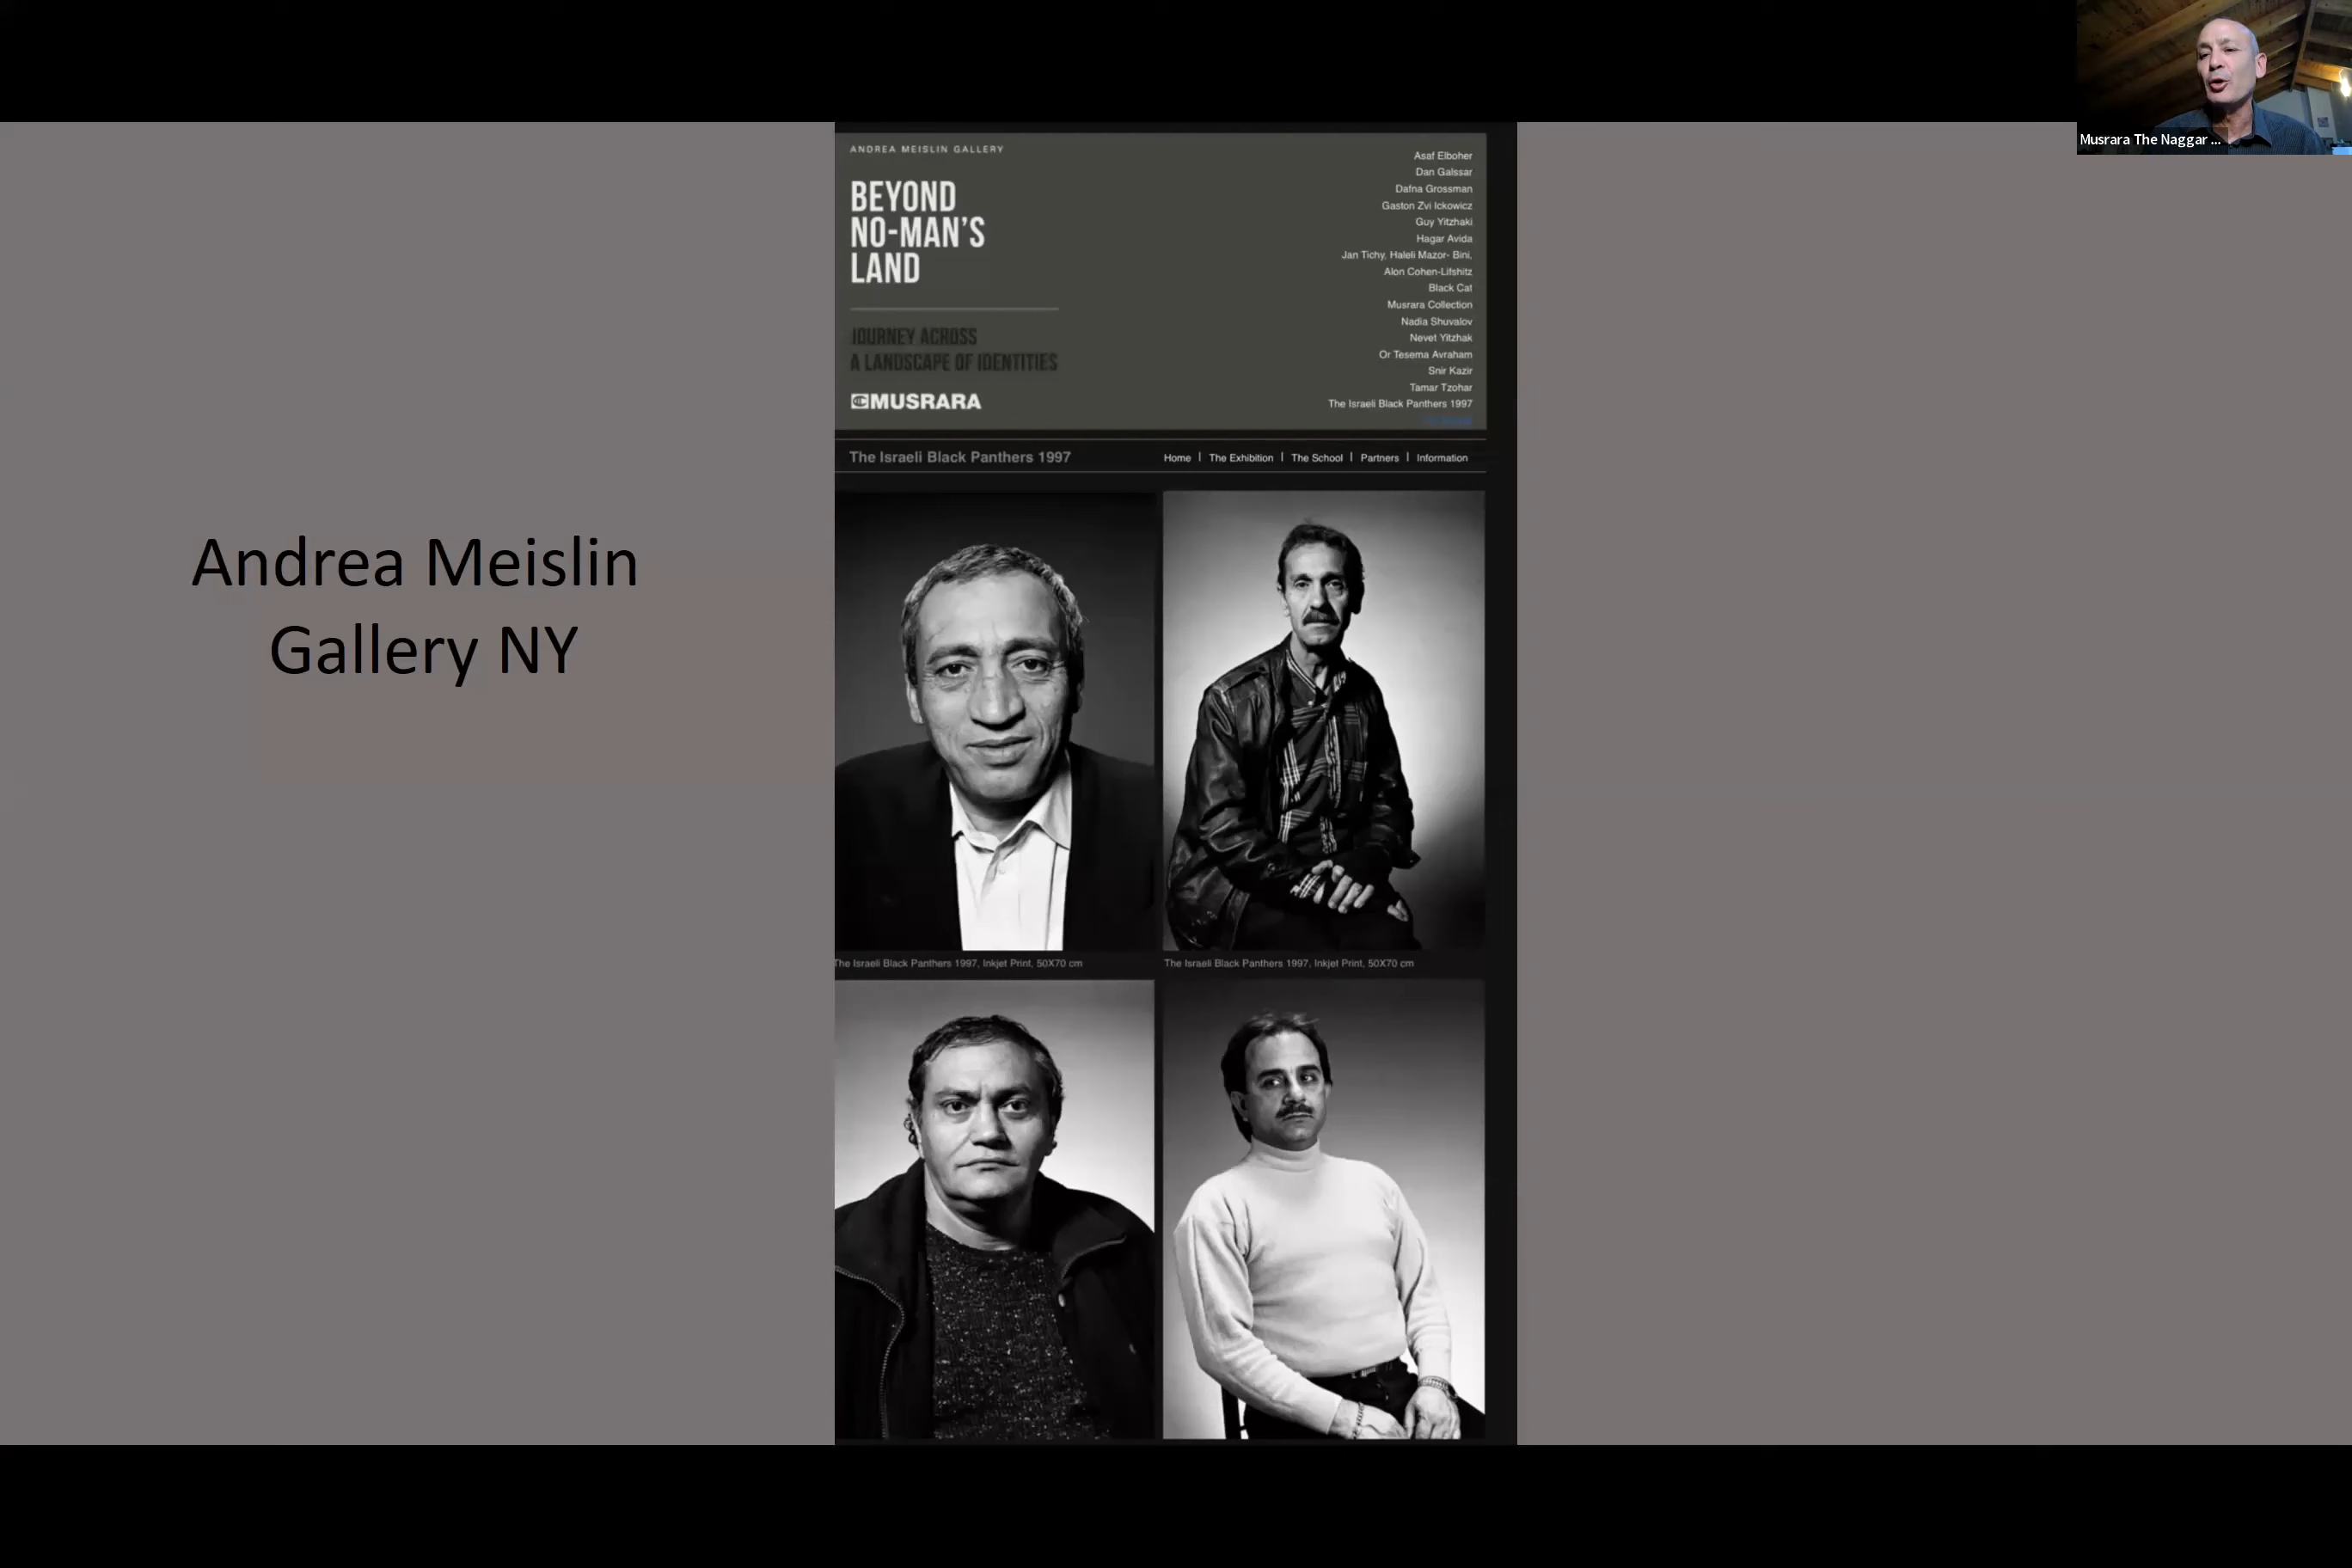 Musrara The Naggar ...
Andrea Meislin
Gallery NY
ANDREA MEISLIN GALLERY
BEYOND
NO-MAN'S
LAND
JOURNEY ACROSS
A LANDSCAPE OF IDENTITIES
MUSRARA
Asaf Elboher
Dan Galssar
Dafna Grossman
Gaston Zvi Ickowicz
Guy Yitzhaki
Hagar Avida
Jan Tichy, Haleli Mazor- Bini,
Alon Cohen-Lifshitz
Black Cat
Musrara Collection
Nadia Shuvalov
Nevet Yitzhak
Or Tesema Avraham
Snir Kazir
Tamar Tzohar
The Israeli Black Panthers 1997
The Israeli Black Panthers 1997
Home | The Exhibition | The School | Partners | Information
The Israeli Black Panthers 1997, Inkjet Print, 50X70 cm
The Israeli Black Panthers 1997, Inkjet Print, 50X70 cm